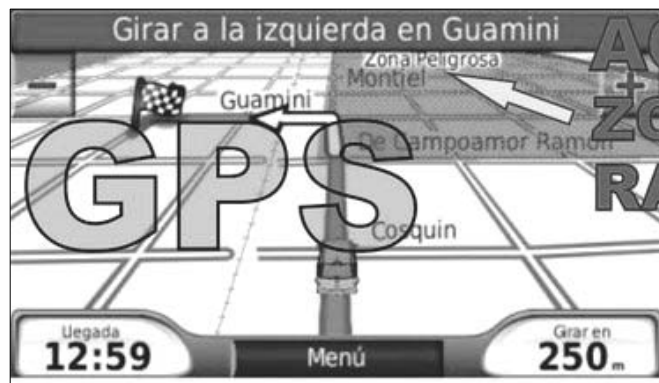 Girar a la izquierda en Guamini
Zona Peligrosa
Montiel
Guamini
De Campoamor Ramon
GPS
Cosquin
Llegada
12:59
Menú
Girar en
250 m